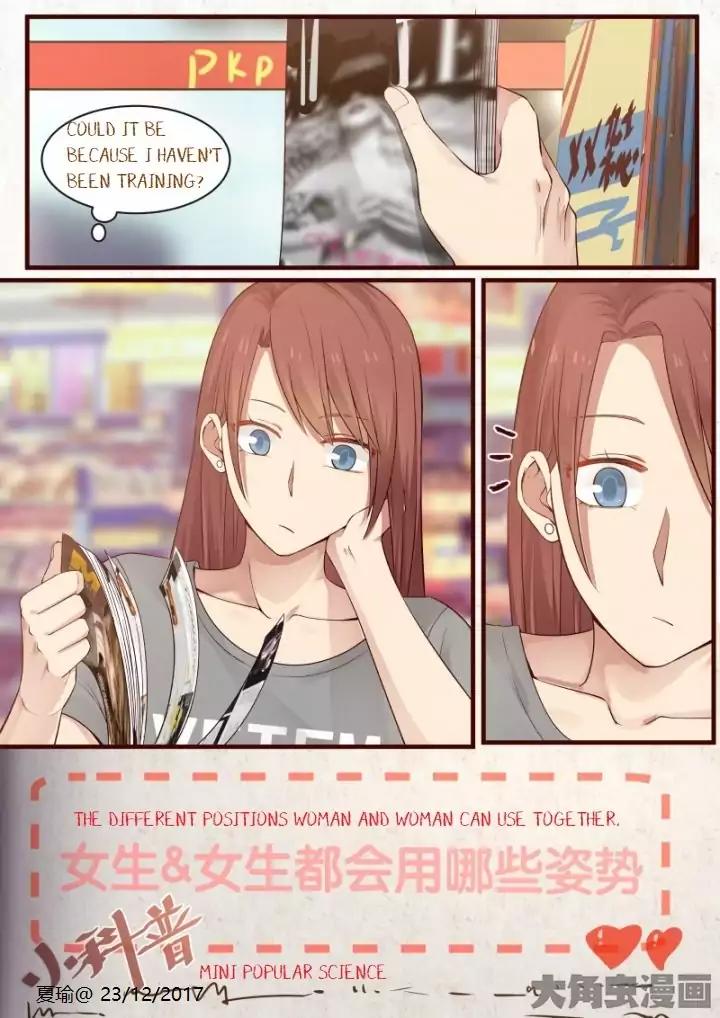 PKP
COULD IT BE
BECAUSE I HAVEN'T
BEEN TRAINING?
THE DIFFERENT POSITIONS WOMAN AND WOMAN CAN USE TOGETHER.
女生&女生都会用哪些姿势
小科普
MINI POPULAR SCIENCE
夏瑜@ 23/12/2017
大角虫漫画